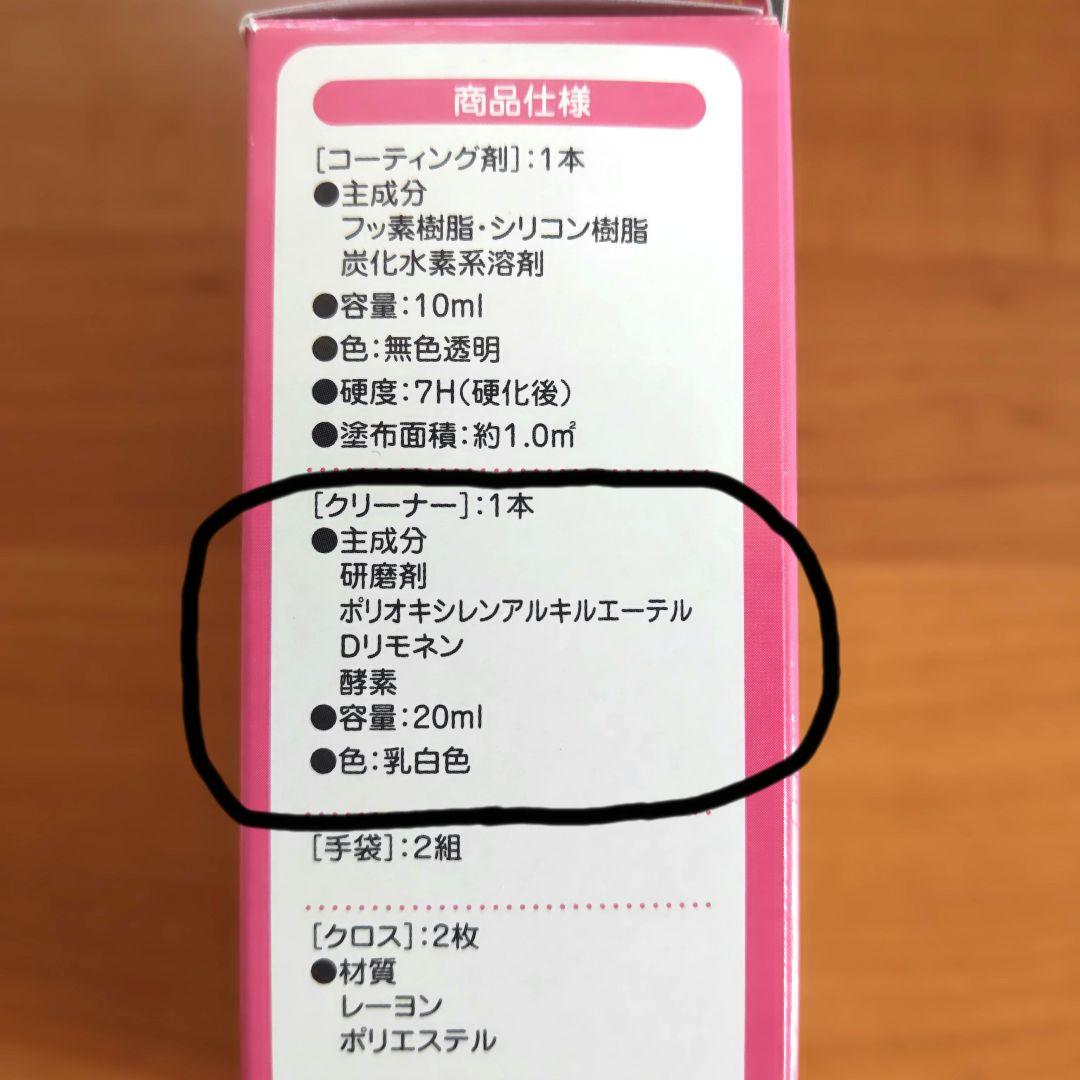 商品仕様
[コーティング剤]:1本
●主成分
フッ素樹脂・シリコン樹脂
炭化水素系溶剤
●容量:10ml
●色:無色透明
●硬度:7H(硬化後)
●塗布面積:約1.0㎡
[クリーナー]:1本
●主成分
研磨剤
ポリオキシレンアルキルエーテル
Dリモネン
酵素
●容量:20ml
●色:乳白色
[手袋]:2組
[クロス]:2枚
●材質
レーヨン
ポリエステル